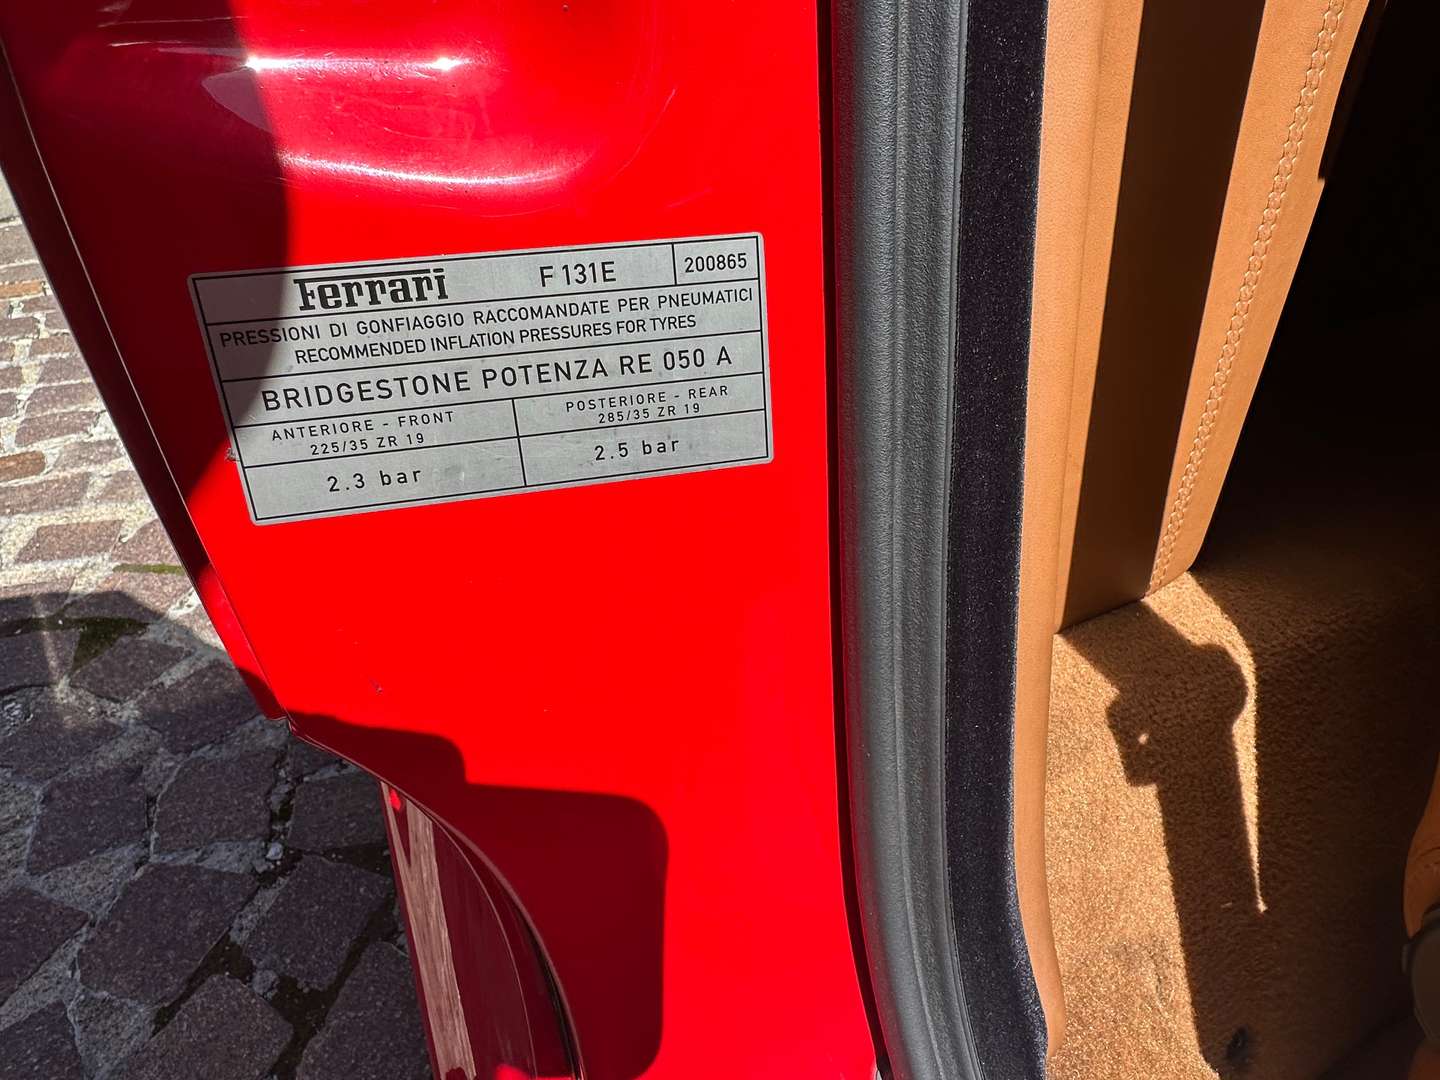 Ferrari F 131E 200865
PRESSIONI DI GONFIAGGIO RACCOMANDATE PER PNEUMATICI
RECOMMENDED INFLATION PRESSURES FOR TYRES
BRIDGESTONE POTENZA RE 050 A
ANTERIORE - FRONT
225/35 ZR 19
POSTERIORE - REAR
285/35 ZR 19
2.3 bar
2.5 bar